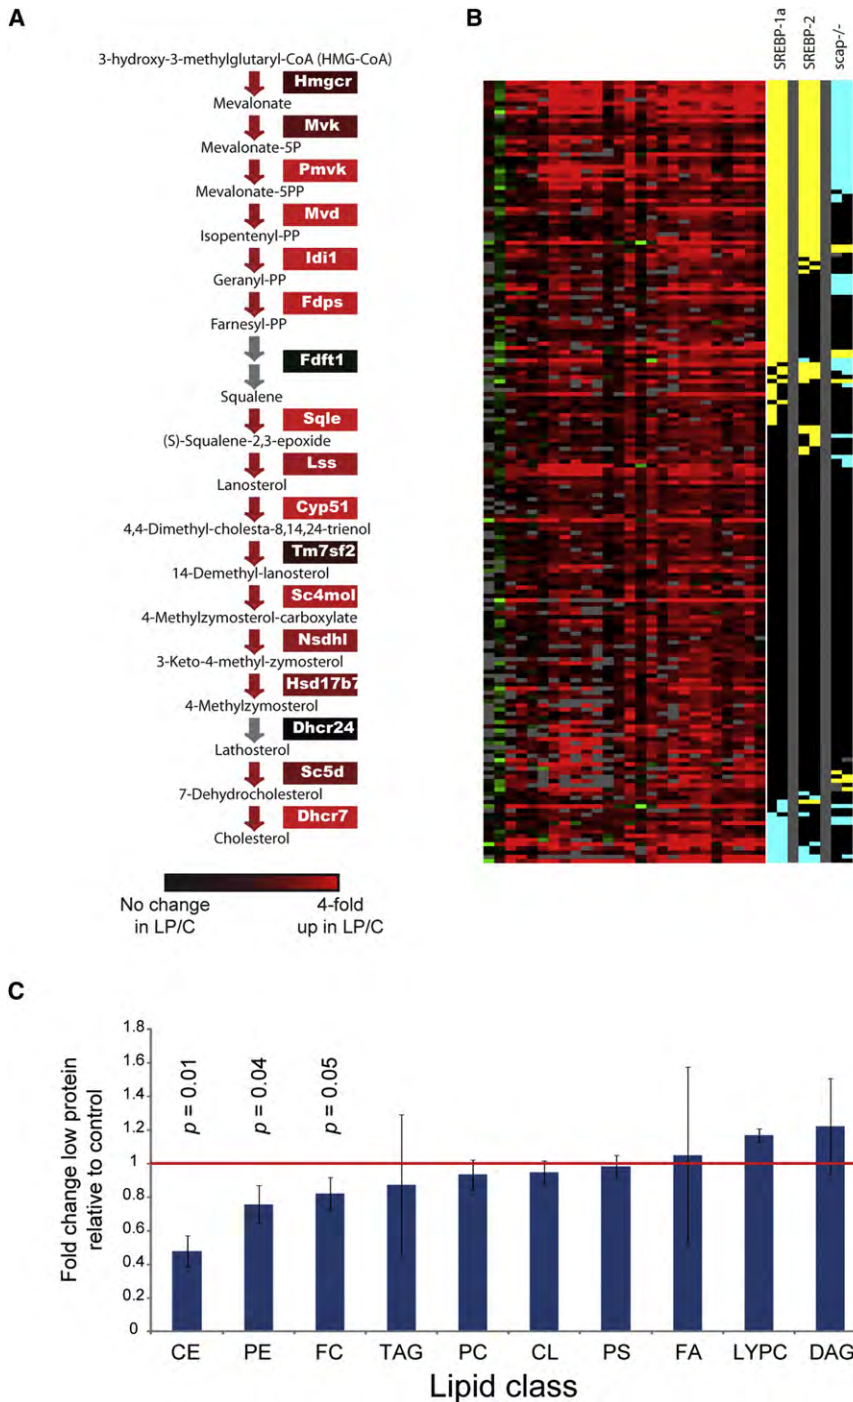 A
3-hydroxy-3-methylglutaryl-CoA (HMG-CoA)
Hmgcr
Mevalonate
Mvk
Mevalonate-5P
Pmvk
Mevalonate-5PP
Mvd
Isopentenyl-PP
Idi1
Geranyl-PP
Fdps
Farnesyl-PP
Fdft1
Squalene
Sqle
(S)-Squalene-2,3-epoxide
Lss
Lanosterol
Cyp51
4,4-Dimethyl-cholesta-8,14,24-trienol
Tm7sf2
14-Demethyl-lanosterol
Sc4mol
4-Methylzymosterol-carboxylate
Nsdhl
3-Keto-4-methyl-zymosterol
Hsd17b7
4-Methylzymosterol
Dhcr24
Lathosterol
Sc5d
7-Dehydrocholesterol
Dhcr7
Cholesterol
No change
in LP/C
4-fold
up in LP/C
B
SREBP-1a
SREBP-2
scap-/-
C
Fold change low protein
relative to control
1.8
1.6
1.4
1.2
1
0.8
0.6
0.4
0.2
0
p = 0.01
p = 0.04
p = 0.05
CE PE FC TAG PC CL PS FA LYPC DAG
Lipid class